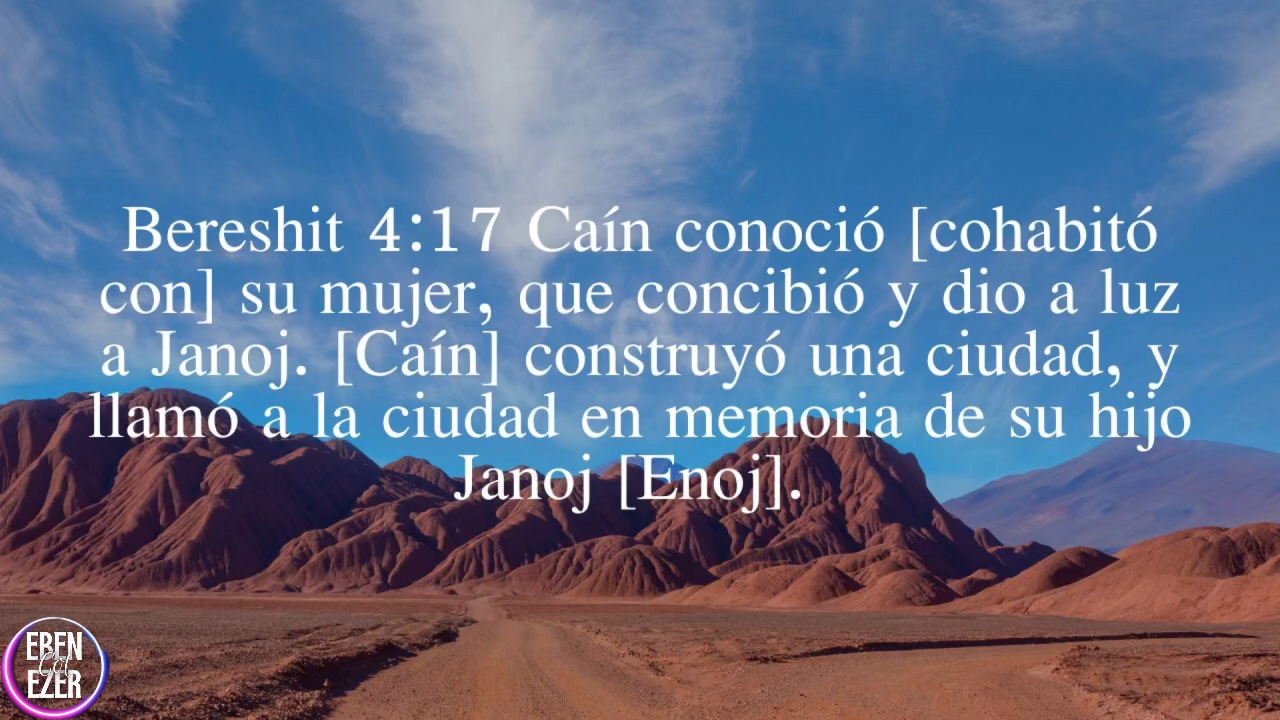 Bereshit 4:17 Caín conoció [cohabitó
con] su mujer, que concibió y dio a luz
a Janoj. [Caín] construyó una ciudad, y
llamó a la ciudad en memoria de su hijo
Janoj [Enoj].
EBEN
EZER